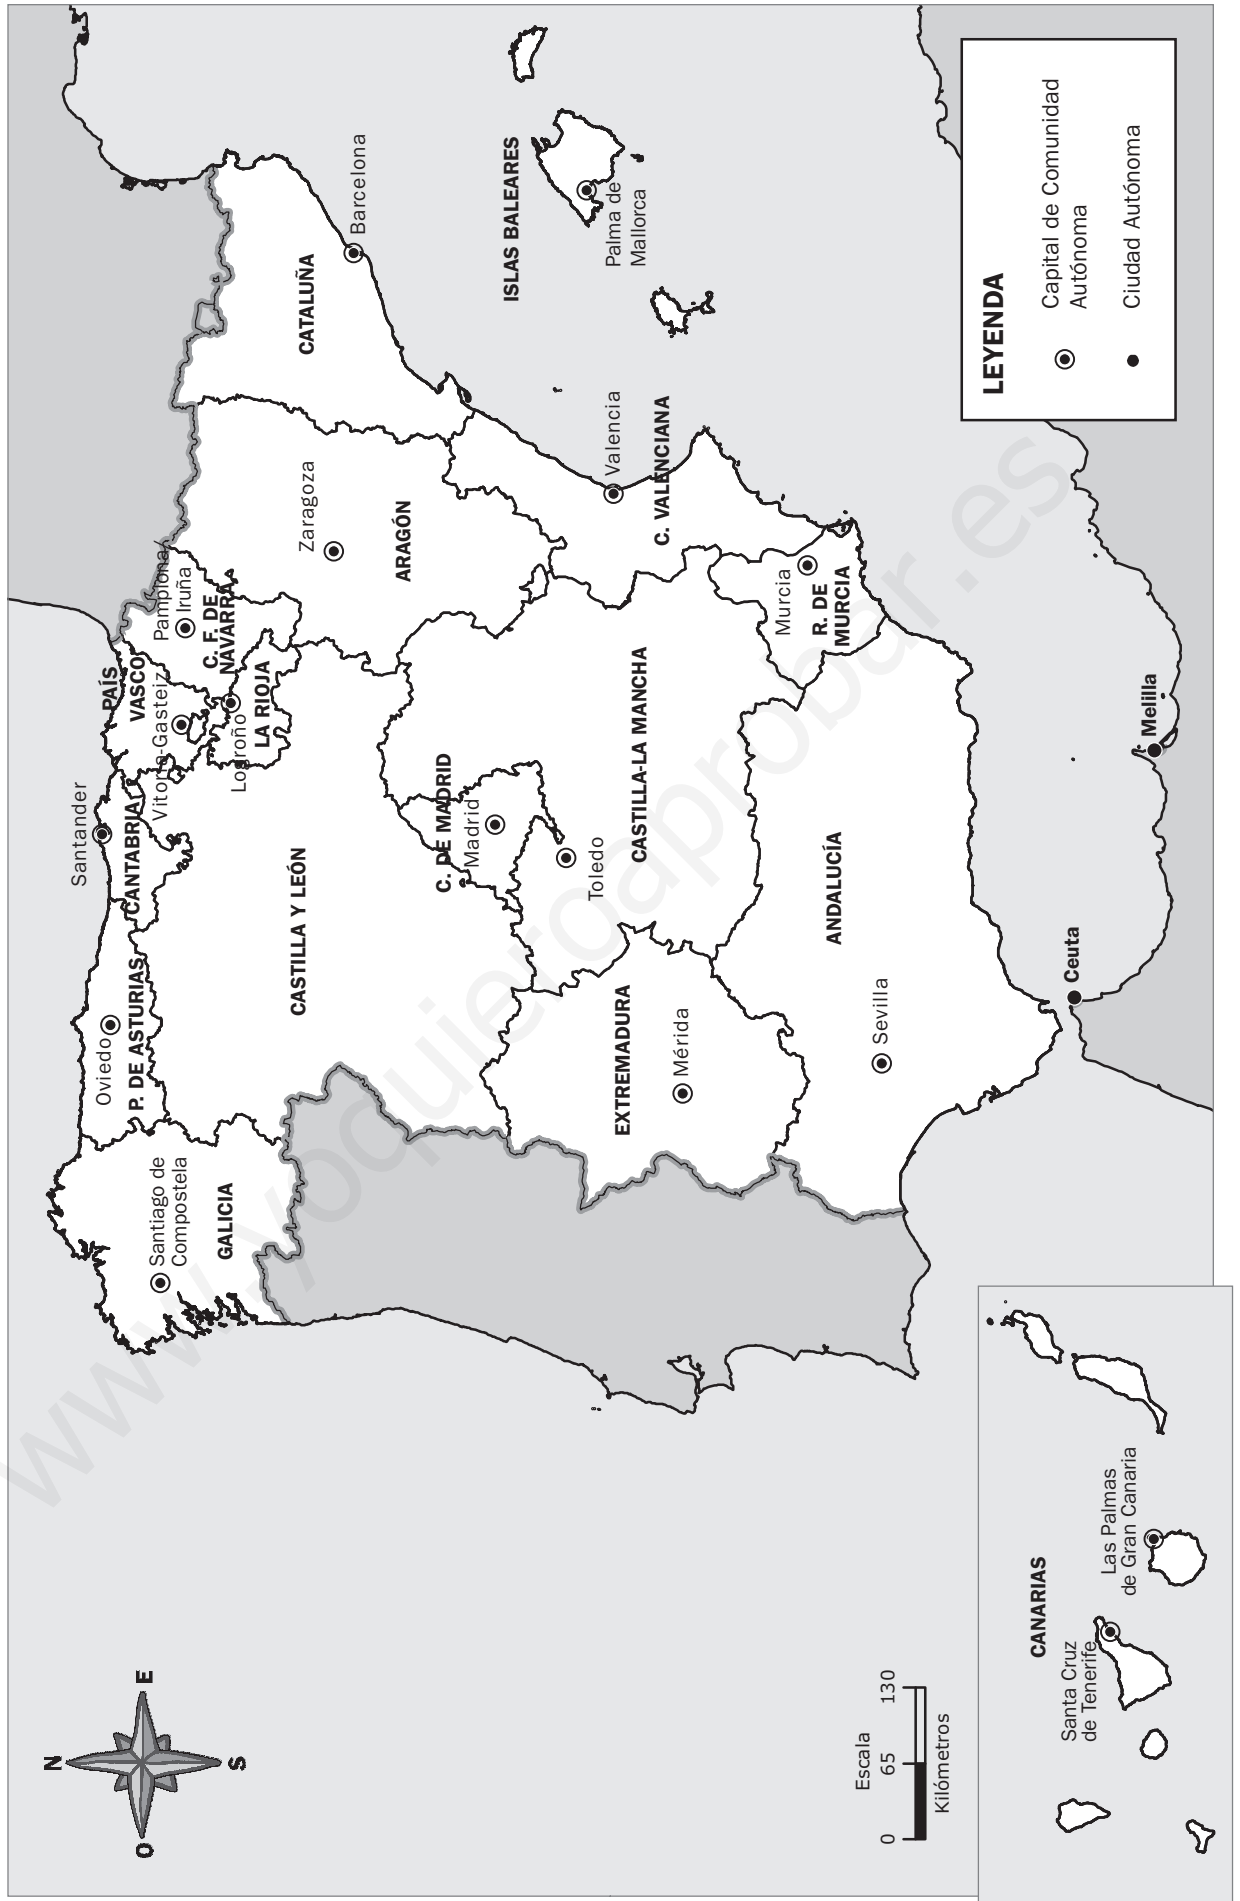 N
O
E
S
Santander
Oviedo
P. DE ASTURIAS
CANTABRIA
PAÍS
VASCO
Vitoria-Gasteiz
Pamplona/
Iruña
C. F. DE
NAVARRA
Logroño
LA RIOJA
Santiago de
Compostela
GALICIA
CASTILLA Y LEÓN
Zaragoza
ARAGÓN
CATALUÑA
Barcelona
C. DE MADRID
Madrid
ISLAS BALEARES
Palma de
Mallorca
Toledo
CASTILLA-LA MANCHA
Valencia
C. VALENCIANA
EXTREMADURA
Mérida
Murcia
R. DE
MURCIA
ANDALUCÍA
Sevilla
Ceuta
Melilla
Escala
0 65 130
Kilómetros
CANARIAS
Santa Cruz
de Tenerife
Las Palmas
de Gran Canaria
LEYENDA
Capital de Comunidad
Autónoma
Ciudad Autónoma
www.yoquieroaprobar.es